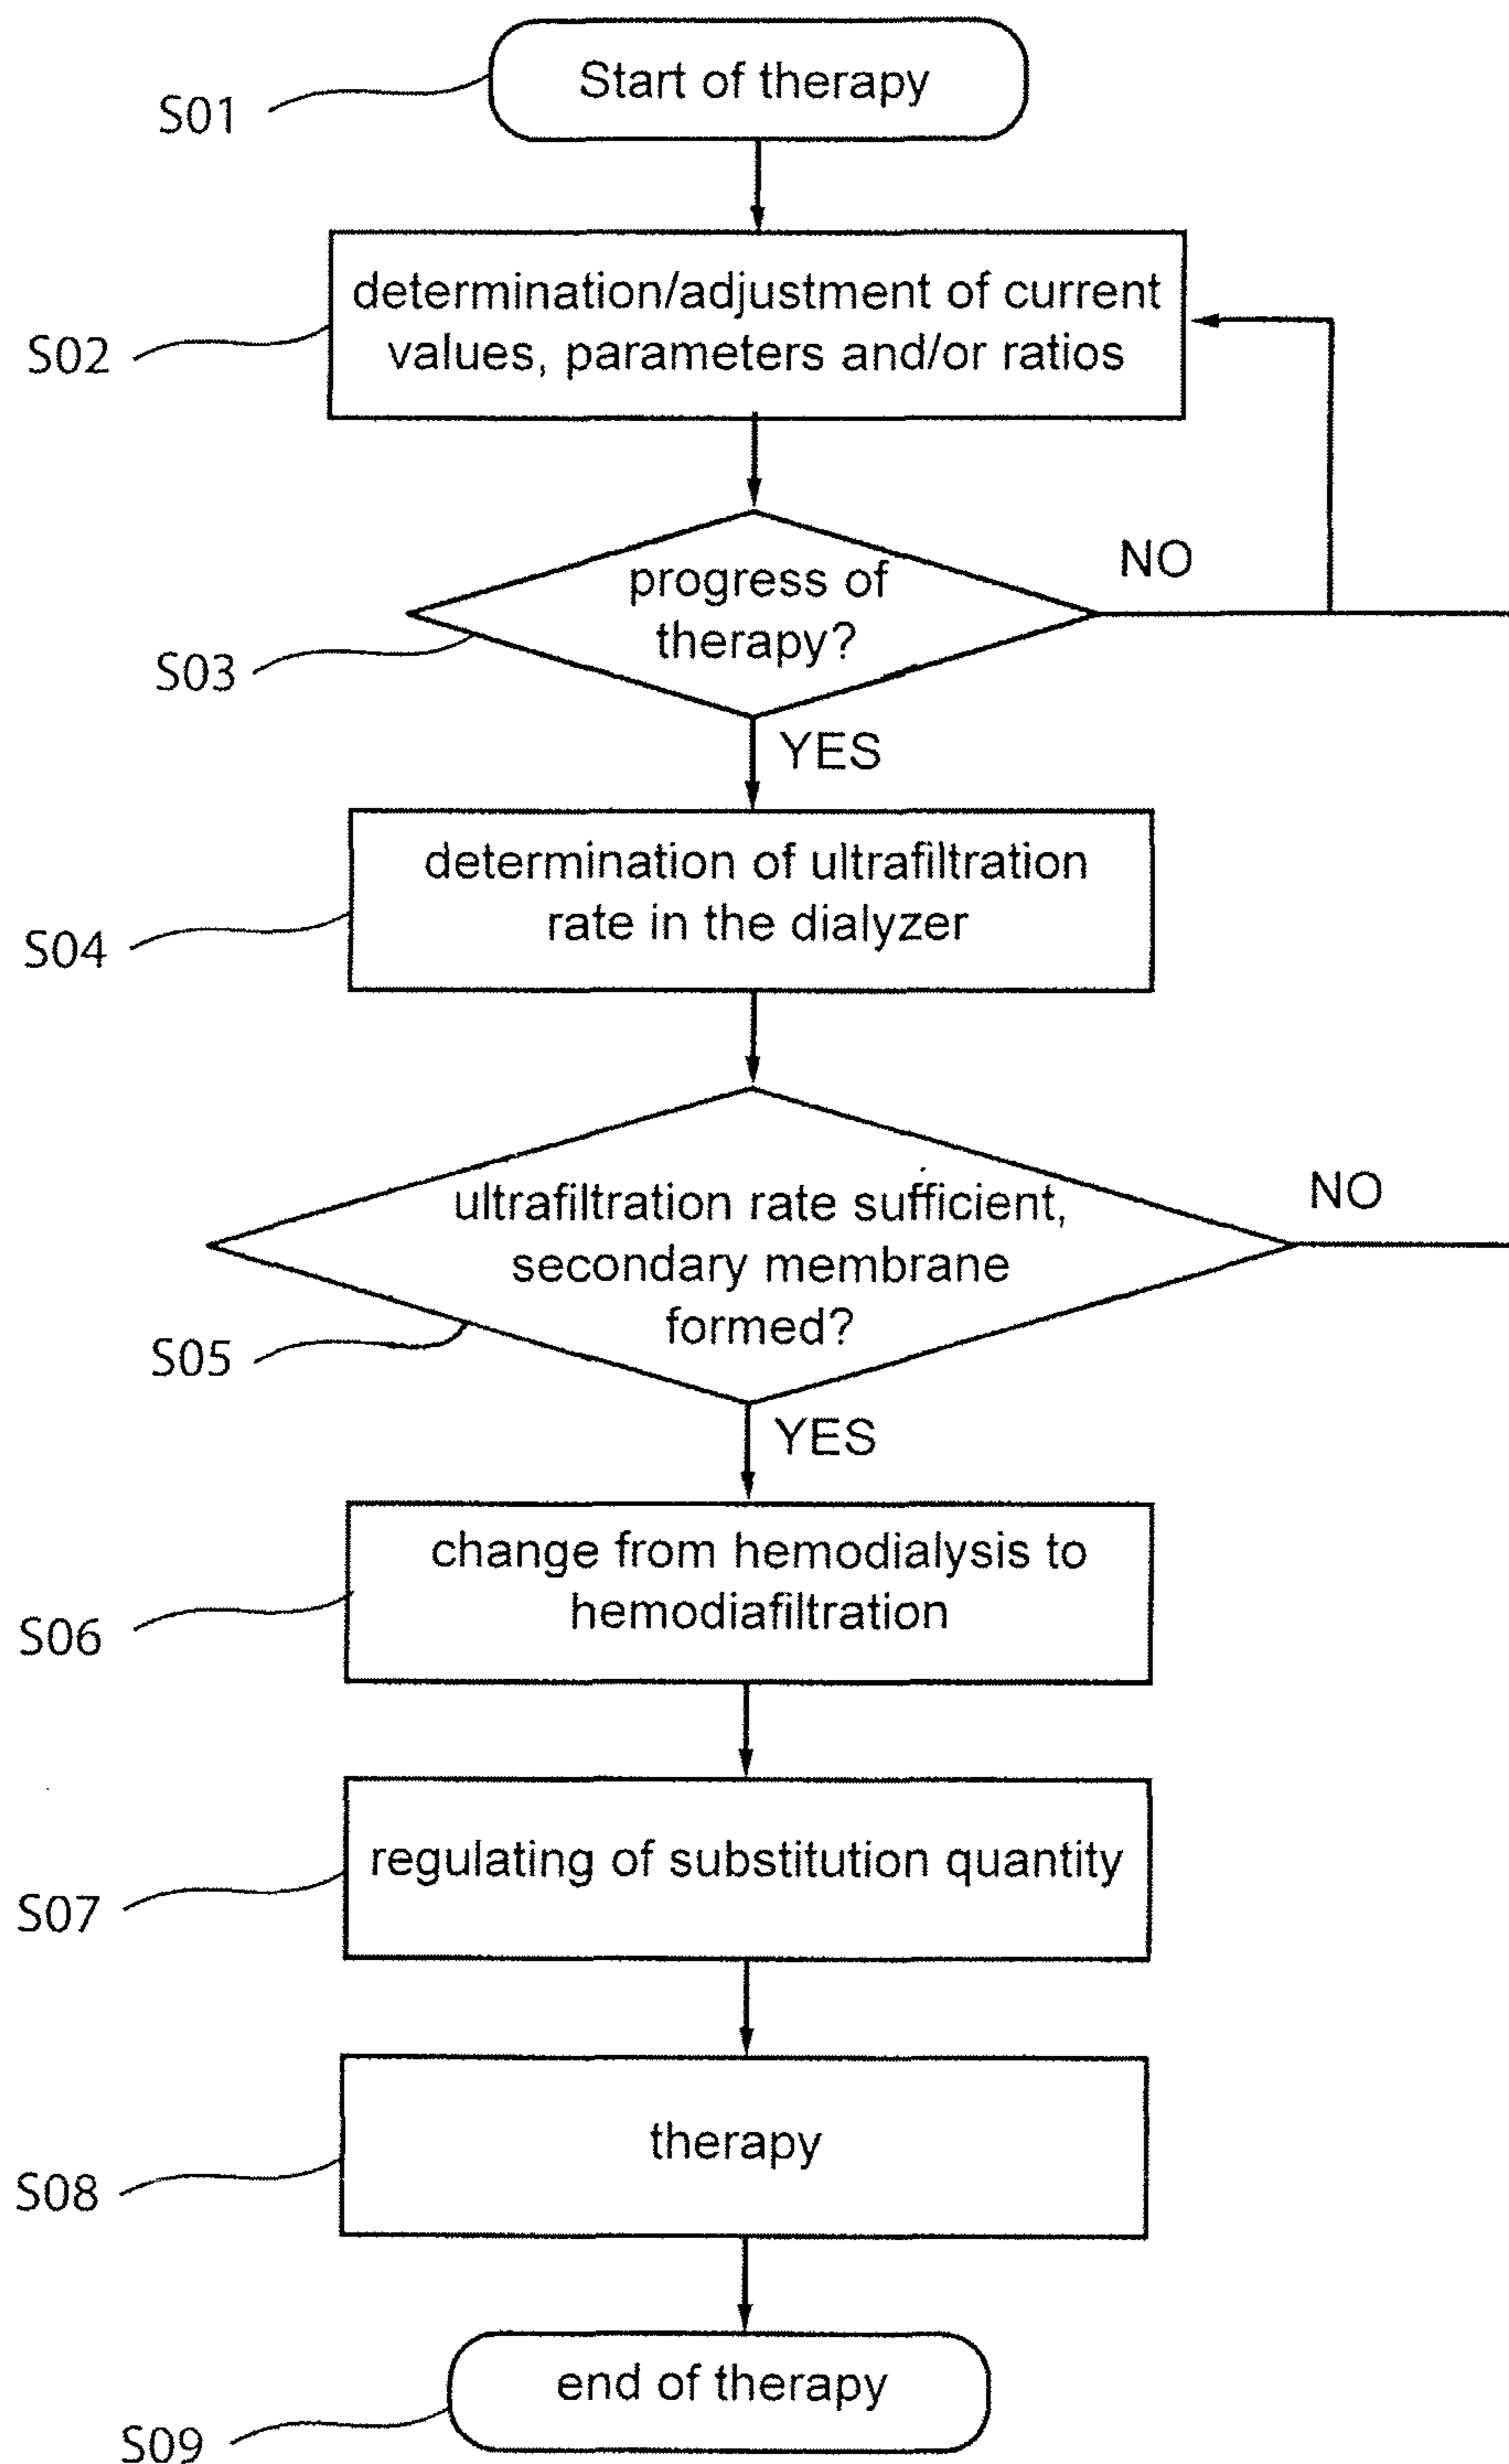 Start of therapy
S01
determination/adjustment of current
values, parameters and/or ratios
S02
NO
progress of
therapy?
S03
YES
determination of ultrafiltration
rate in the dialyzer
S04
NO
ultrafiltration rate sufficient,
secondary membrane
formed?
S05
YES
change from hemodialysis to
hemodiafiltration
S06
regulating of substitution quantity
S07
therapy
S08
end of therapy
S09